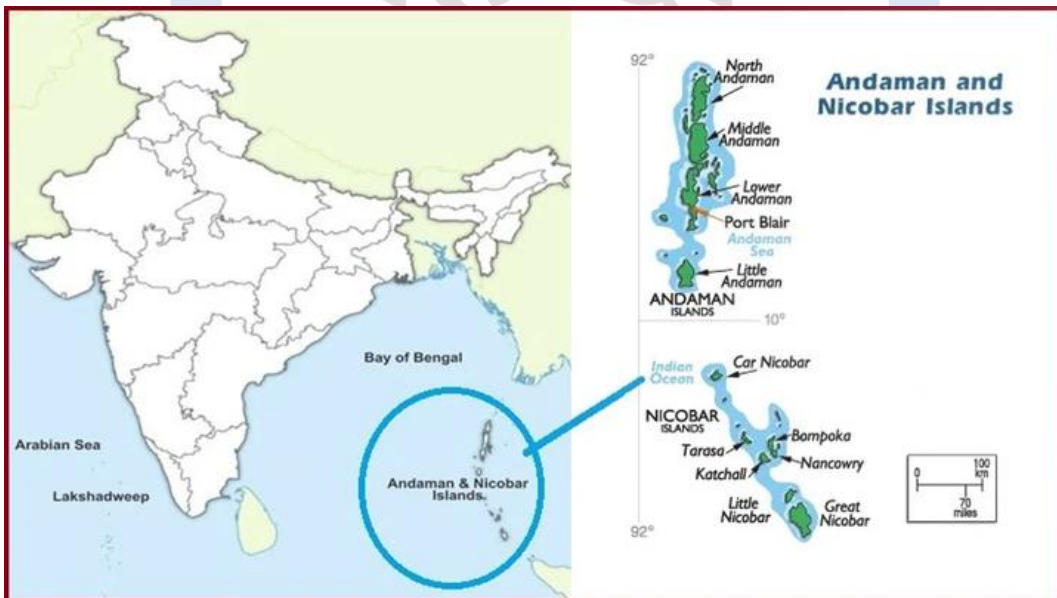 Bay of Bengal
Arabian Sea
Lakshadweep
Andaman & Nicobar
Islands.
Andaman and
Nicobar Islands
92°
North
Andaman
Middle
Andaman
Lower
Andaman
Port Blair
Andaman
Sea
Little
Andaman
ANDAMAN
ISLANDS
10°
Indian
Ocean
Car Nicobar
NICOBAR
ISLANDS
Tarasa
Bompoka
Katchall
Nancowry
Little
Nicobar
Great
Nicobar
92°
0
100
km
70
miles